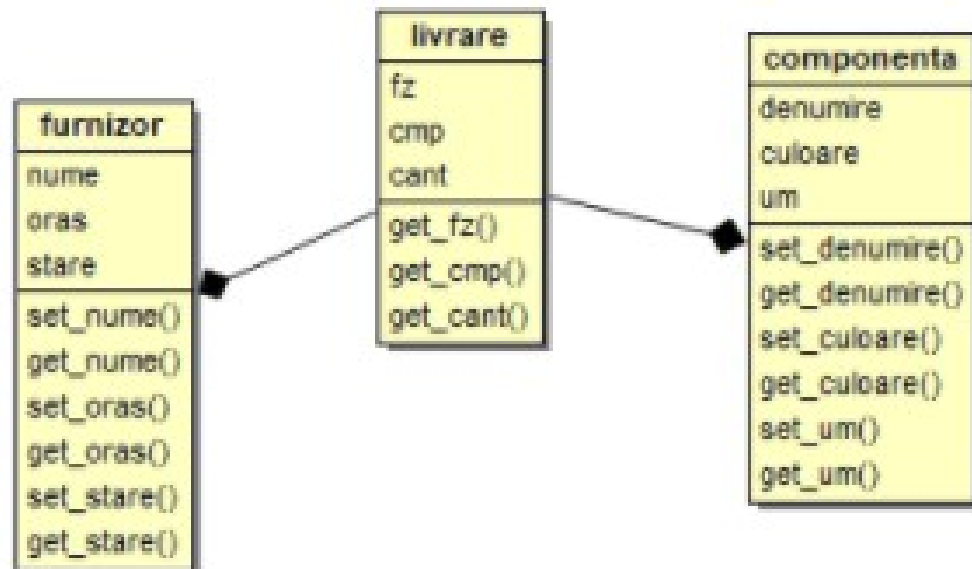 furnizor
nume
oras
stare
set_nume()
get_nume()
set_oras()
get_oras()
set_stare()
get_stare()
livrare
fz
cmp
cant
get_fz()
get_cmp()
get_cant()
componenta
denumire
culoare
um
set_denumire()
get_denumire()
set_culoare()
get_culoare()
set_um()
get_um()